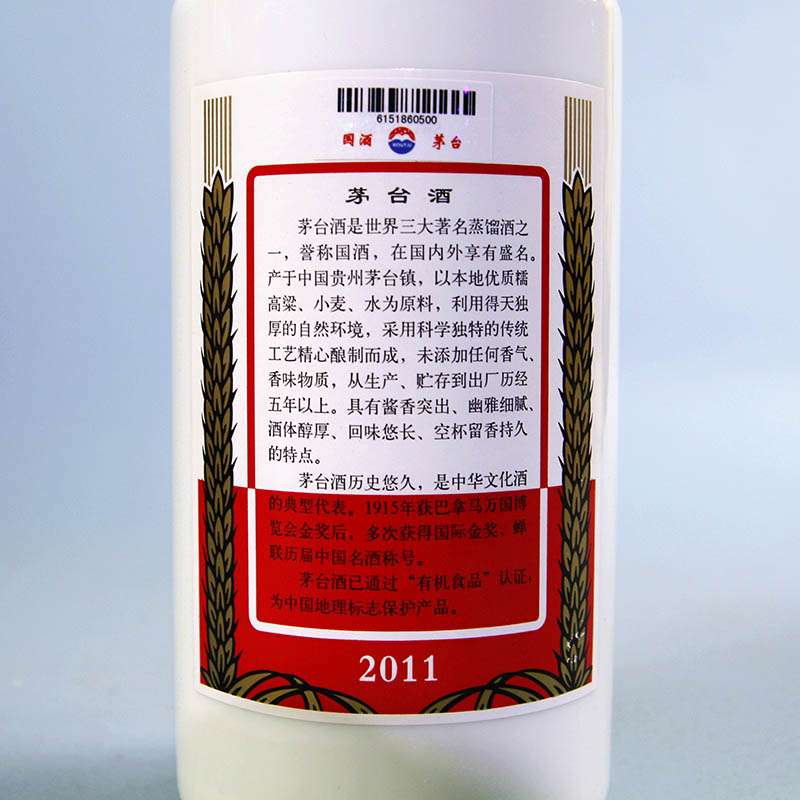 6151860500
国酒 MOUTAI 茅台
茅台酒
茅台酒是世界三大著名蒸馏酒之
一，誉称国酒，在国内外享有盛名。
产于中国贵州茅台镇，以本地优质糯
高粱、小麦、水为原料，利用得天独
厚的自然环境，采用科学独特的传统
工艺精心酿制而成，未添加任何香气、
香味物质，从生产、贮存到出厂历经
五年以上。具有酱香突出、幽雅细腻、
酒体醇厚、回味悠长、空杯留香持久
的特点。
茅台酒历史悠久，是中华文化酒
的典型代表。1915年获巴拿马万国博
览会金奖后，多次获得国际金奖，蝉
联历届中国名酒称号。
茅台酒已通过“有机食品”认证，
为中国地理标志保护产品。
2011